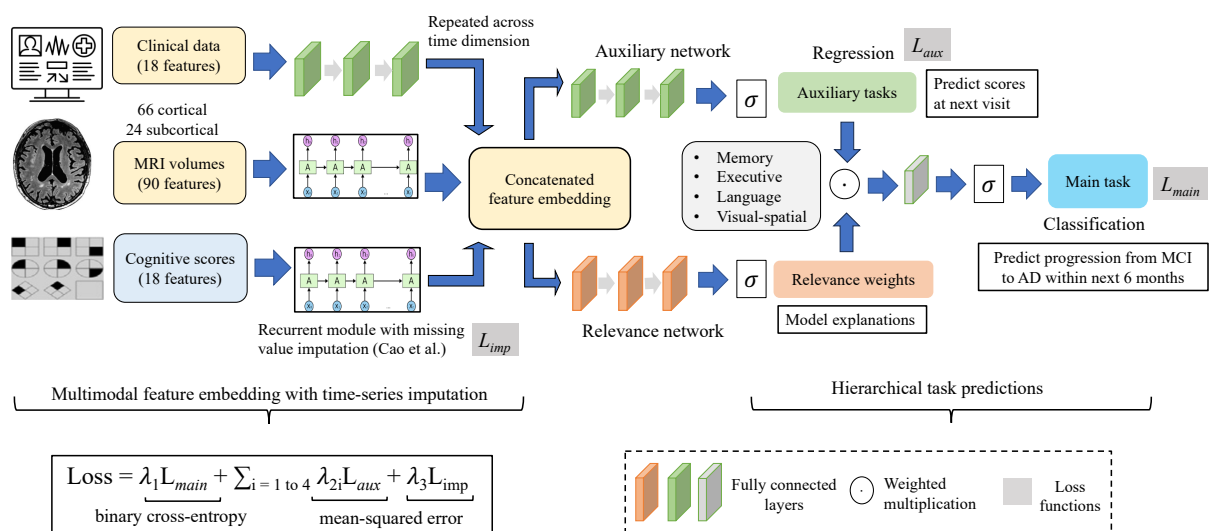 Clinical data
(18 features)
Repeated across
time dimension
Auxiliary network
Regression
L_aux
σ
Auxiliary tasks
Predict scores
at next visit
66 cortical
24 subcortical
MRI volumes
(90 features)
h h h h
A A A A
x x x ... x
Concatenated
feature embedding
• Memory
• Executive
• Language
• Visual-spatial
σ
Main task
L_main
Classification
Predict progression from MCI
to AD within next 6 months
Cognitive scores
(18 features)
h h h h
A A A A
x x x ... x
Recurrent module with missing
value imputation (Cao et al.)
L_imp
Relevance network
σ
Relevance weights
Model explanations
Multimodal feature embedding with time-series imputation
Hierarchical task predictions
Loss = λ₁L_main + ∑_{i = 1 to 4} λ_{2i}L_aux + λ₃L_imp
binary cross-entropy
mean-squared error
Fully connected
layers
Weighted
multiplication
Loss
functions